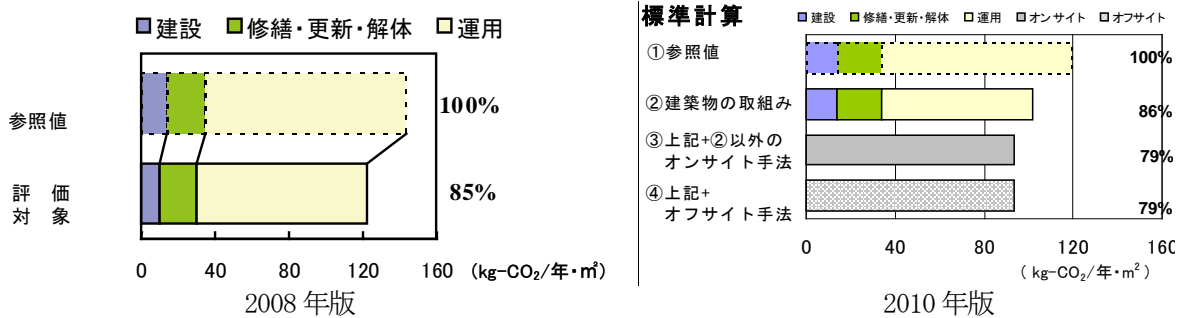 ■建設 ■修繕・更新・解体 □運用
参照値
100%
評 価
対 象
85%
0 40 80 120 160 (kg-CO₂/年・㎡)
2008 年版
標準計算
■建設 ■修繕・更新・解体 □運用 ■オンサイト □オフサイト
①参照値
100%
②建築物の取組み
86%
③上記+②以外の
オンサイト手法
79%
④上記+
オフサイト手法
79%
0 40 80 120 160
( kg-CO₂/年・m² )
2010 年版